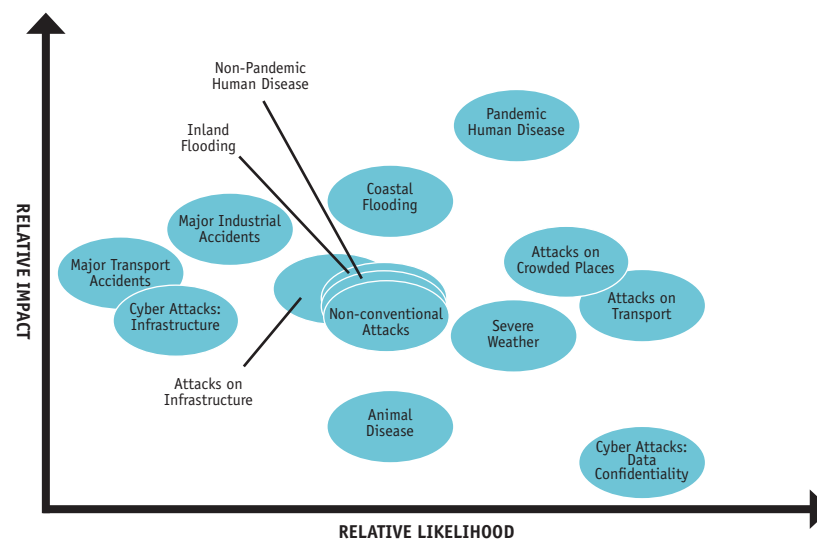 Non-Pandemic
Human Disease
Pandemic
Human Disease
Inland
Flooding
Coastal
Flooding
Major Industrial
Accidents
Attacks on
Crowded Places
Major Transport
Accidents
Attacks on
Transport
Cyber Attacks:
Infrastructure
Non-conventional
Attacks
Severe
Weather
Attacks on
Infrastructure
Animal
Disease
Cyber Attacks:
Data
Confidentiality
RELATIVE IMPACT
RELATIVE LIKELIHOOD